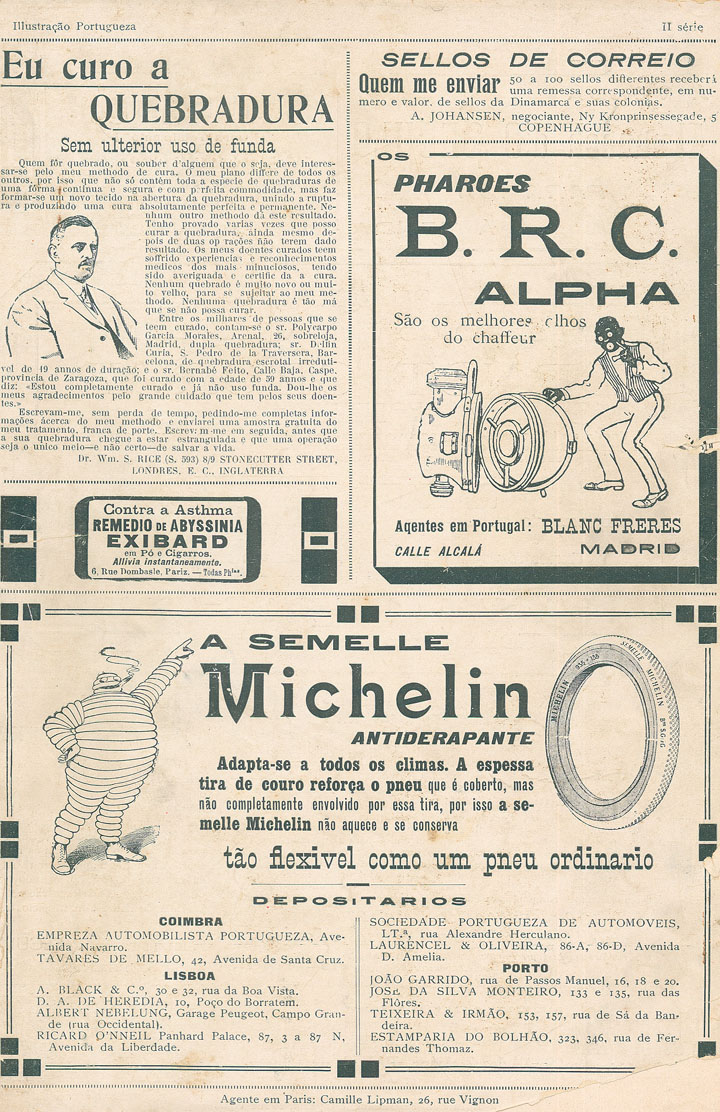 Illustração Portugueza
II série
Eu curo a
QUEBRADURA
Sem ulterior uso de funda
Quem fôr quebrado, ou souber d'alguem que o seja, deve interes-
sar-se pelo meu methodo de cura. O meu plano differe de todos os
outros, por isso que não só contêm toda a especie de quebraduras de
uma fórma continua e segura e com perfeita commodidade, mas faz
formar-se um novo tecido na abertura da quebradura, unindo a ruptu-
ra e produzindo uma cura absolutamente perfeita e permanente. Ne-
nhum outro methodo dá este resultado.
Tenho provado varias vezes que posso
curar a quebradura, ainda mesmo de-
pois de duas op rações não terem dado
resultado. Os meus doentes curados teem
soffrido experiencias e reconhecimentos
medicos dos mais minuciosos, tendo
sido averiguada e certific da a cura.
Nenhum quebrado é muito novo ou mui-
to velho, para se sujeitar ao meu me-
thodo. Nenhuma quebradura é tão má
que se não possa curar.
Entre os milhares de pessoas que se
teem curado, contam-se o sr. Polycarpo
Garcia Morales, Arenal, 26, sobreloja,
Madrid, dupla quebradura; sr. Delfin
Curia, S. Pedro de la Traversera, Bar-
celona, de quebradura escrotal irreduti-
vel de 19 annos de duração; e o sr. Bernabé Feito, Calle Baja, Caspe,
provincia de Zaragoza, que foi curado com a edade de 59 annos e que
diz: «Estou completamente curado e já não uso funda. Dou-lhe os
meus agradecimentos pelo grande cuidado que tem pelos seus doen-
tes.»
Escrevam-me, sem perda de tempo, pedindo-me completas infor-
mações ácerca do meu methodo e enviarei uma amostra gratuita do
meu tratamento, franca de porte. Escrev m-me em seguida, antes que
a sua quebradura chegue a estar estrangulada e que uma operação
seja o unico meio—e não certo—de salvar a vida.
Dr. Wm. S. RICE (S. 593) 8/9 STONECUTTER STREET,
LONDRES, E. C., INGLATERRA
Contra a Asthma
REMEDIO DE ABYSSINIA
EXIBARD
em Pó e Cigarros.
Allivia instantaneamente.
6, Rue Dombasle, Pariz. — Todas Phias.
SELLOS DE CORREIO
Quem me enviar 50 a 100 sellos differentes receberá
uma remessa correspondente, em nu-
mero e valor, de sellos da Dinamarca e suas colonias.
A. JOHANSEN, negociante, Ny Kronprinsessegade, 5
COPENHAGUE
OS
PHAROES
B. R. C.
ALPHA
São os melhores olhos
do chaffeur
Agentes em Portugal: BLANC FRERES
CALLE ALCALÁ MADRID
A SEMELLE
Michelin
ANTIDERAPANTE
Adapta-se a todos os climas. A espessa
tira de couro reforça o pneu que é coberto, mas
não completamente envolvido por essa tira, por isso a se-
melle Michelin não aquece e se conserva
tão flexivel como um pneu ordinario
MICHELIN
SEMELLE MICHELIN
DEPOSITARIOS
COIMBRA
EMPREZA AUTOMOBILISTA PORTUGUEZA, Ave-
nida Navarro.
TAVARES DE MELLO, 42, Avenida de Santa Cruz.
LISBOA
A. BLACK & C.º, 30 e 32, rua da Boa Vista.
D. A. DE HEREDIA, 10, Poço do Borratem.
ALBERT NEBELUNG, Garage Peugeot, Campo Gran-
de (rua Occidental).
RICARD O'NNEIL Panhard Palace, 87, 3 a 87 N,
Avenida da Liberdade.
SOCIEDADE PORTUGUEZA DE AUTOMOVEIS,
LT.ª, rua Alexandre Herculano.
LAURENCEL & OLIVEIRA, 86-A, 86-D, Avenida
D. Amelia.
PORTO
JOÃO GARRIDO, rua de Passos Manuel, 16, 18 e 20.
JOSÉ DA SILVA MONTEIRO, 133 e 135, rua das
Flôres.
TEIXEIRA & IRMÃO, 153, 157, rua de Sá da Ban-
deira.
ESTAMPARIA DO BOLHÃO, 323, 346, rua de Fer-
nandes Thomaz.
Agente em Paris: Camille Lipman, 26, rue Vignon